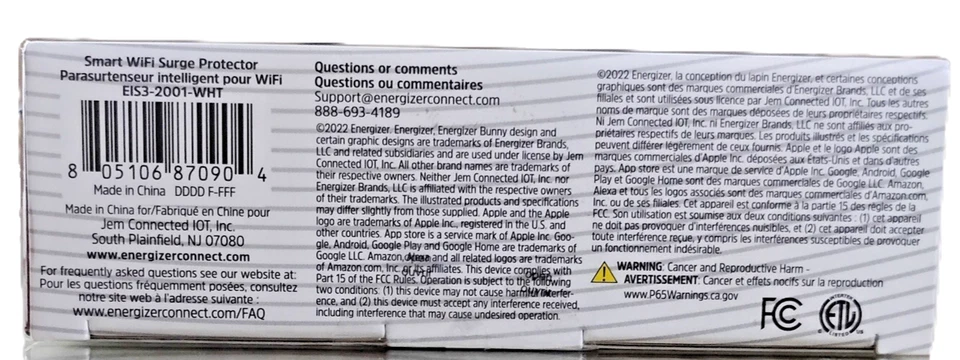 Smart WiFi Surge Protector
Parasurtenseur intelligent pour WiFi
EIS3-2001-WHT
8 05106 87090 4
Made in China DDDD F-FFF
Made in China for/Fabriqué en Chine pour
Jem Connected IOT, Inc.
South Plainfield, NJ 07080
www.energizerconnect.com
For frequently asked questions see our website at:
Pour les questions fréquemment posées, consultez
notre site web à l'adresse suivante :
www.energizerconnect.com/FAQ
Questions or comments
Questions ou commentaires
Support@energizerconnect.com
888-693-4189
©2022 Energizer. Energizer, Energizer Bunny design and
certain graphic designs are trademarks of Energizer Brands,
LLC and related subsidiaries and are used under license by Jem
Connected IOT, Inc. All other brand names are trademarks of
their respective owners. Neither Jem Connected IOT, Inc. nor
Energizer Brands, LLC is affiliated with the respective owners
of their trademarks. The illustrated products and specifications
may differ slightly from those supplied. Apple and the Apple
logo are trademarks of Apple Inc., registered in the U.S. and
other countries. App store is a service mark of Apple Inc. Goo-
gle, Android, Google Play and Google Home are trademarks of
Google LLC. Amazon, Alexa and all related logos are trademarks
of Amazon.com, Inc. or its affiliates. This device complies with
Part 15 of the FCC Rules. Operation is subject to the following
two conditions: (1) this device may not cause harmful interfer-
ence, and (2) this device must accept any interference received,
including interference that may cause undesired operation.
©2022 Energizer, la conception du lapin Energizer, et certaines conceptions
graphiques sont des marques commerciales d'Energizer Brands, LLC et de ses
filiales et sont utilisées sous licence par Jem Connected IOT, Inc. Tous les autres
noms de marque sont des marques déposées de leurs propriétaires respectifs.
Ni Jem Connected IOT, Inc. ni Energizer Brands, LLC ne sont affiliés aux pro-
priétaires respectifs de leurs marques. Les produits illustrés et les spécifications
peuvent différer légèrement de ceux fournis. Apple et le logo Apple sont des
marques commerciales d'Apple Inc. déposées aux États-Unis et dans d'autres
pays. App store est une marque de service d'Apple Inc. Google, Android, Google
Play et Google Home sont des marques commerciales de Google LLC. Amazon,
Alexa et tous les logos associés sont des marques commerciales d'Amazon.com,
Inc. ou de ses filiales. Cet appareil est conforme à la partie 15 des règles de la
FCC. Son utilisation est soumise aux deux conditions suivantes : (1) cet appareil
ne doit pas provoquer d'interférences nuisibles, et (2) cet appareil doit accepter
toute interférence reçue, y compris les interférences susceptibles de provoquer
un fonctionnement indésirable.
WARNING: Cancer and Reproductive Harm -
AVERTISSEMENT: Cancer et effets nocifs sur la reproduction
www.P65Warnings.ca.gov
FC
INTERTEK
ETL
LISTED
US